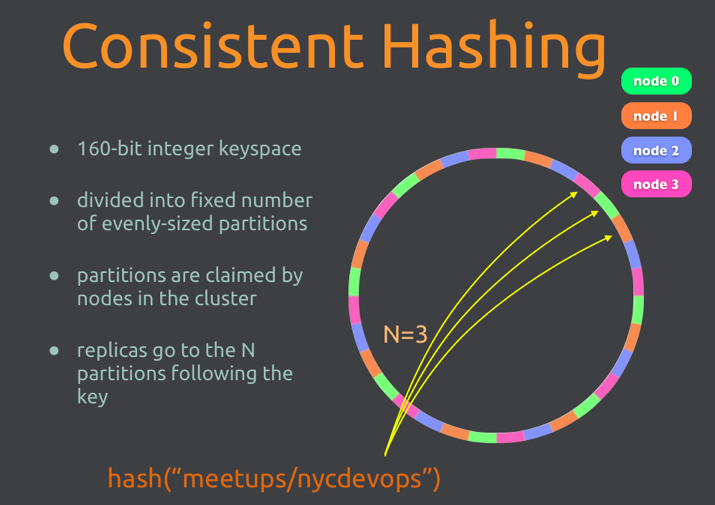 Consistent Hashing
node 0
node 1
node 2
node 3
● 160-bit integer keyspace
● divided into fixed number
of evenly-sized partitions
● partitions are claimed by
nodes in the cluster
● replicas go to the N
partitions following the
key
N=3
hash(“meetups/nycdevops”)